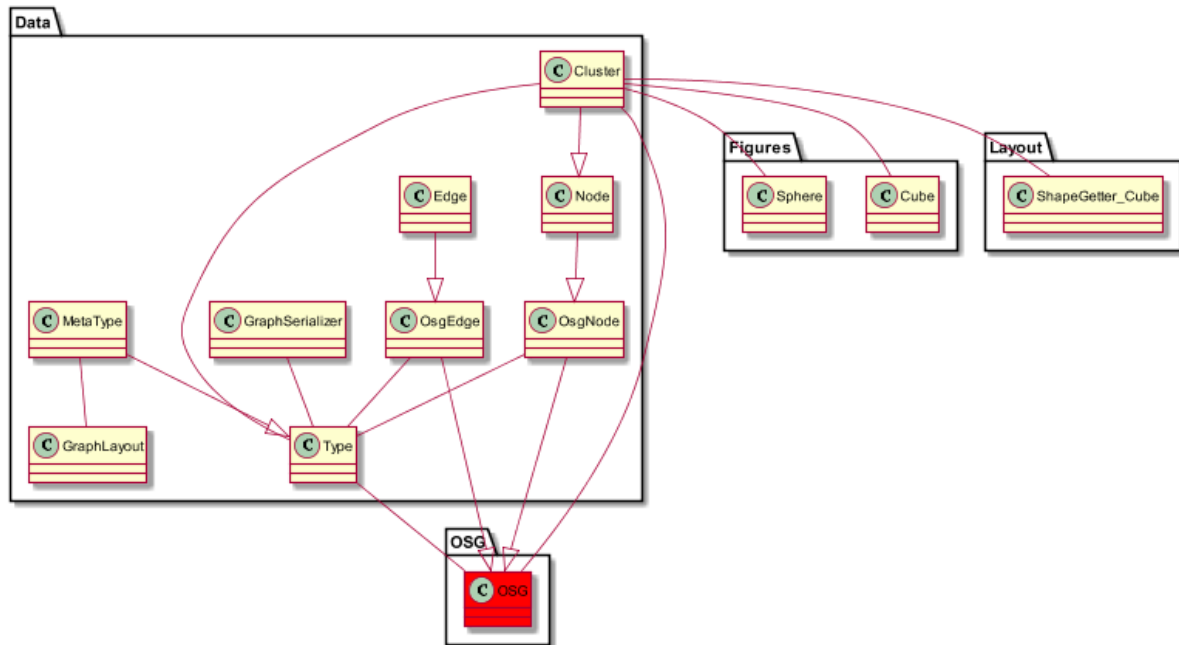 Data
C Cluster
Figures
Layout
C Edge
C Node
C Sphere
C Cube
C ShapeGetter_Cube
C MetaType
C GraphSerializer
C OsgEdge
C OsgNode
C GraphLayout
C Type
OSG
C OSG